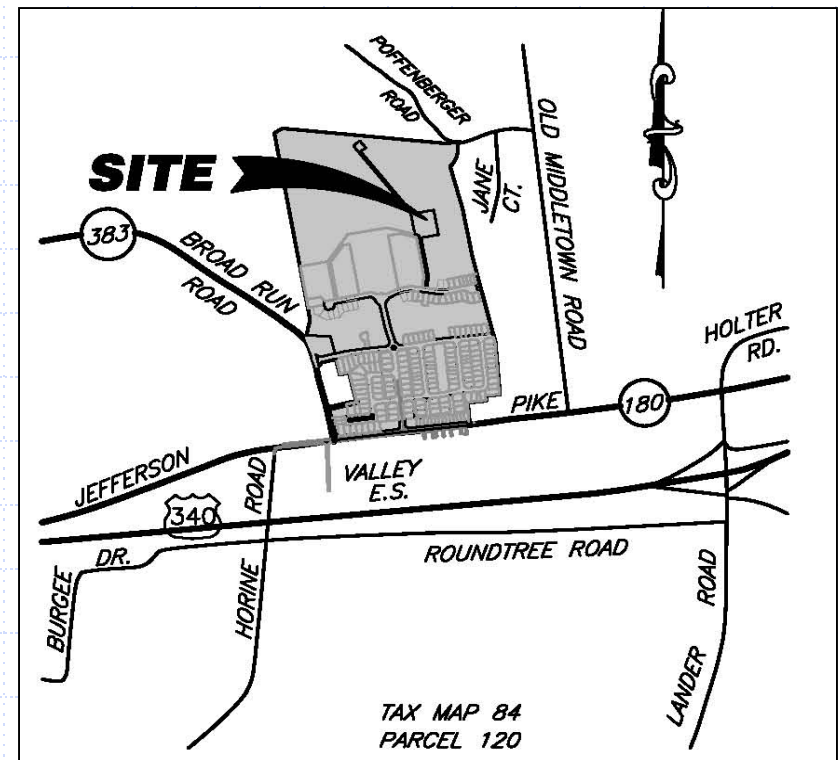 POFFENBERGER
ROAD
OLD MIDDLETOWN ROAD
JANE
CT.
SITE
383
BROAD RUN
ROAD
HOLTER
RD.
PIKE
180
JEFFERSON
ROAD
VALLEY
E.S.
340
DR.
ROUNDTREE ROAD
BURGEE
HORINE
ROAD
LANDER
TAX MAP 84
PARCEL 120